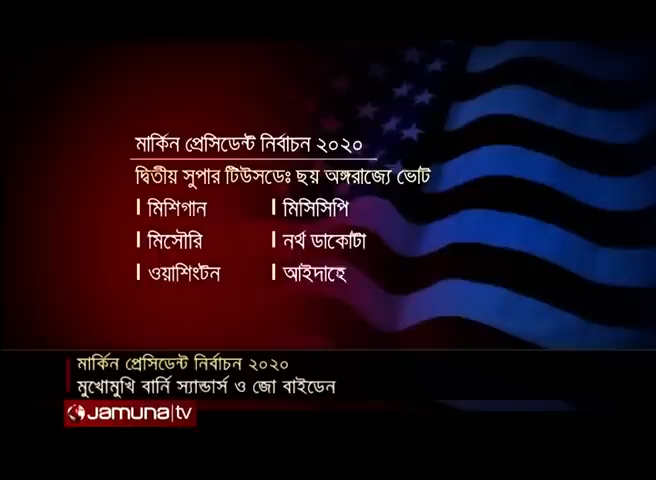 মার্কিন প্রেসিডেন্ট নির্বাচন ২০২০
দ্বিতীয় সুপার টিউসডেঃ ছয় অঙ্গরাজ্যে ভোট
মিশিগান
মিসিসিপি
মিসৌরি
নর্থ ডাকোটা
ওয়াশিংটন
আইদাহে
মার্কিন প্রেসিডেন্ট নির্বাচন ২০২০
মুখোমুখি বার্নি স্যান্ডার্স ও জো বাইডেন
Jamuna|tv